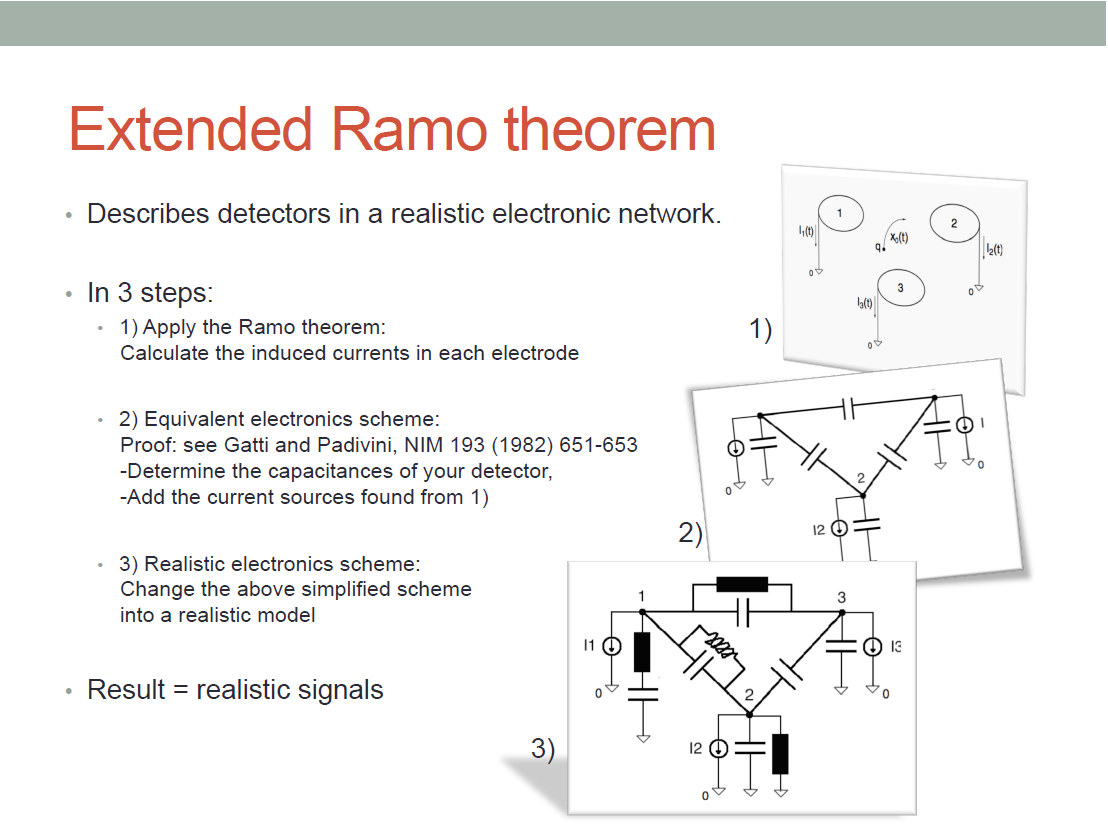 Extended Ramo theorem
• Describes detectors in a realistic electronic network.
• In 3 steps:
• 1) Apply the Ramo theorem:
Calculate the induced currents in each electrode
• 2) Equivalent electronics scheme:
Proof: see Gatti and Padivini, NIM 193 (1982) 651-653
-Determine the capacitances of your detector,
-Add the current sources found from 1)
• 3) Realistic electronics scheme:
Change the above simplified scheme
into a realistic model
• Result = realistic signals
1)
1
2
3
I1(t)
q
x0(t)
I2(t)
I3(t)
0
0
0
2)
2
I
0
0
I2
3)
1
3
I1
I3
0
0
2
I2
0